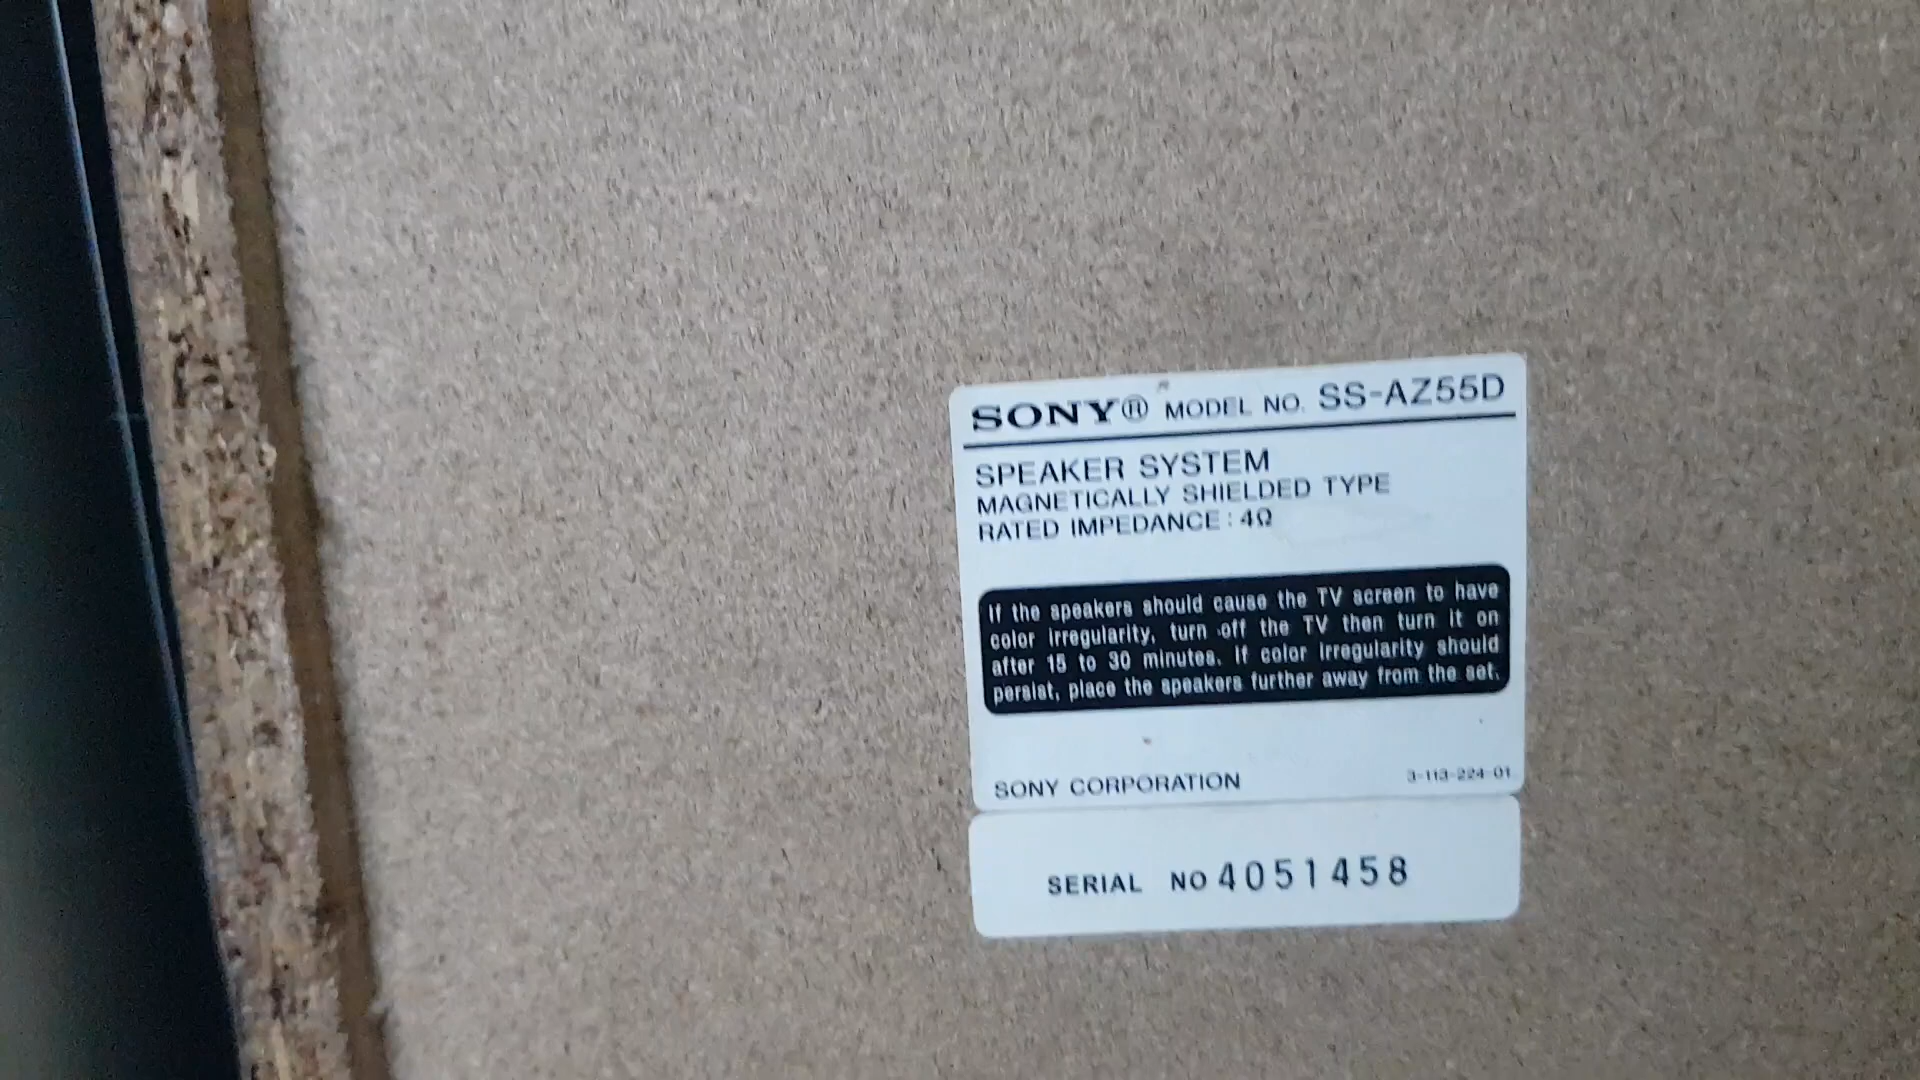 SONY® MODEL NO. SS-AZ55D
SPEAKER SYSTEM
MAGNETICALLY SHIELDED TYPE
RATED IMPEDANCE : 4Ω
If the speakers should cause the TV screen to have
color irregularity, turn off the TV then turn it on
after 15 to 30 minutes. If color irregularity should
persist, place the speakers further away from the set.
SONY CORPORATION 3-113-224-01
SERIAL NO 4051458